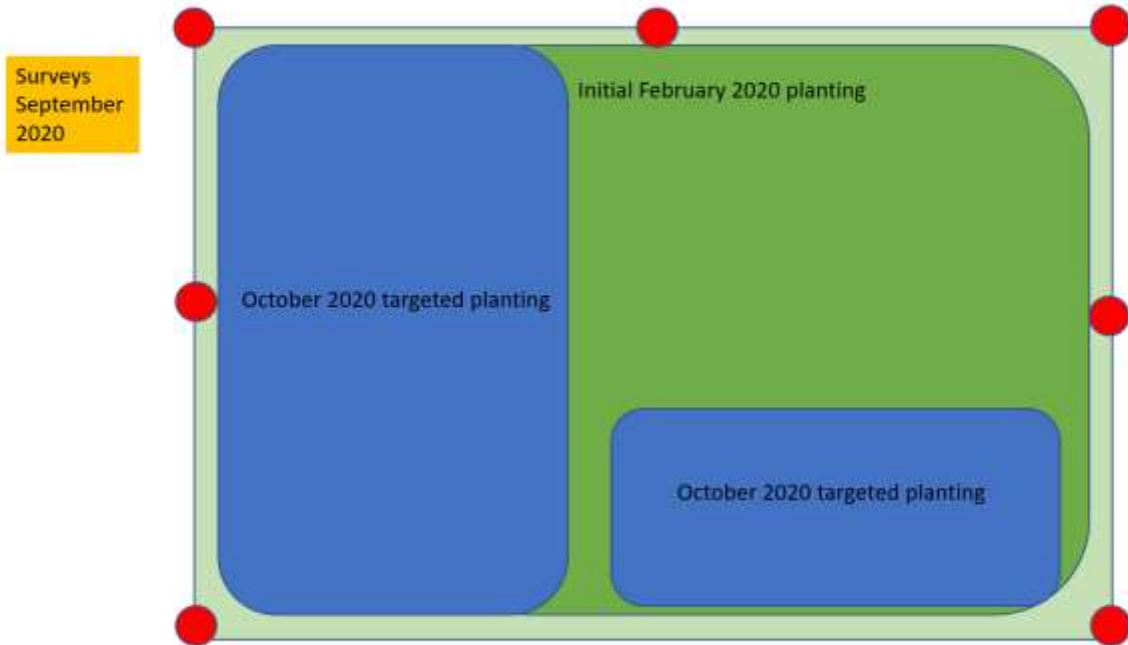 Surveys
September
2020
Initial February 2020 planting
October 2020 targeted planting
October 2020 targeted planting